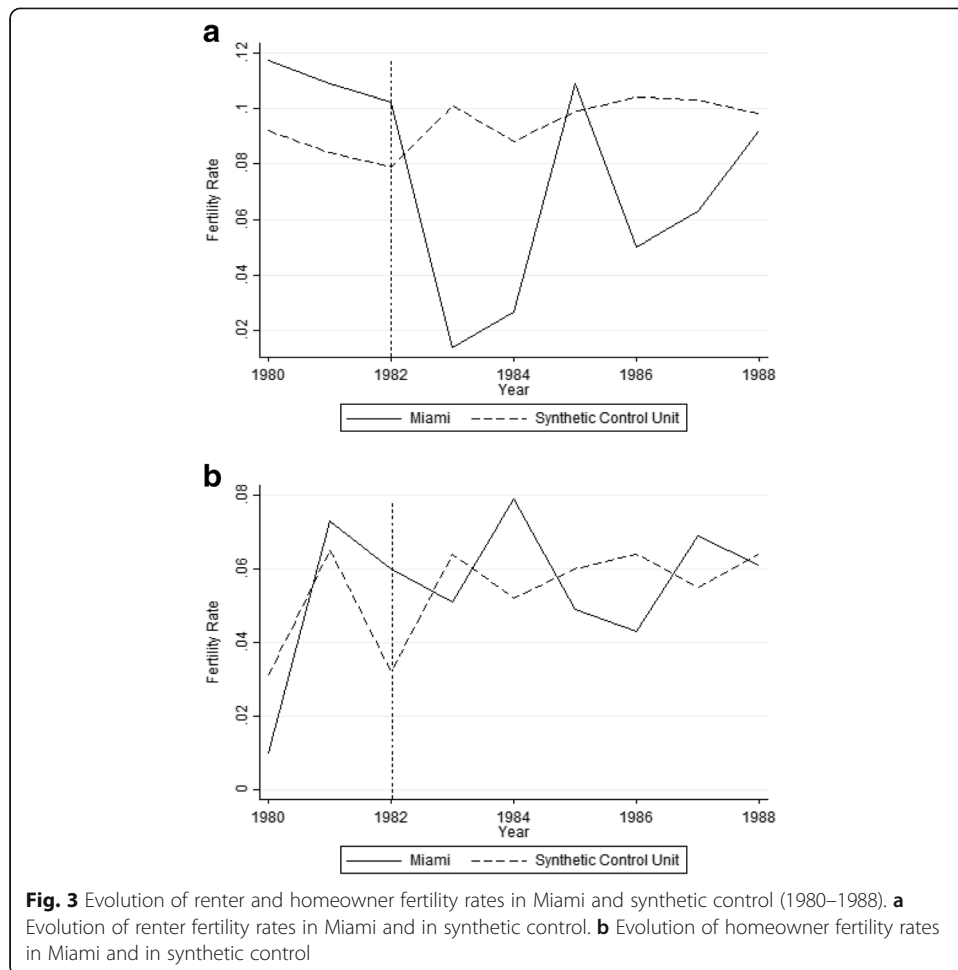 a
.12
.1
.08
.06
.04
.02
Fertility Rate
1980
1982
1984
1986
1988
Year
Miami
Synthetic Control Unit
b
.08
.06
.04
.02
0
Fertility Rate
1980
1982
1984
1986
1988
Year
Miami
Synthetic Control Unit
Fig. 3 Evolution of renter and homeowner fertility rates in Miami and synthetic control (1980–1988). a
Evolution of renter fertility rates in Miami and in synthetic control. b Evolution of homeowner fertility rates
in Miami and in synthetic control